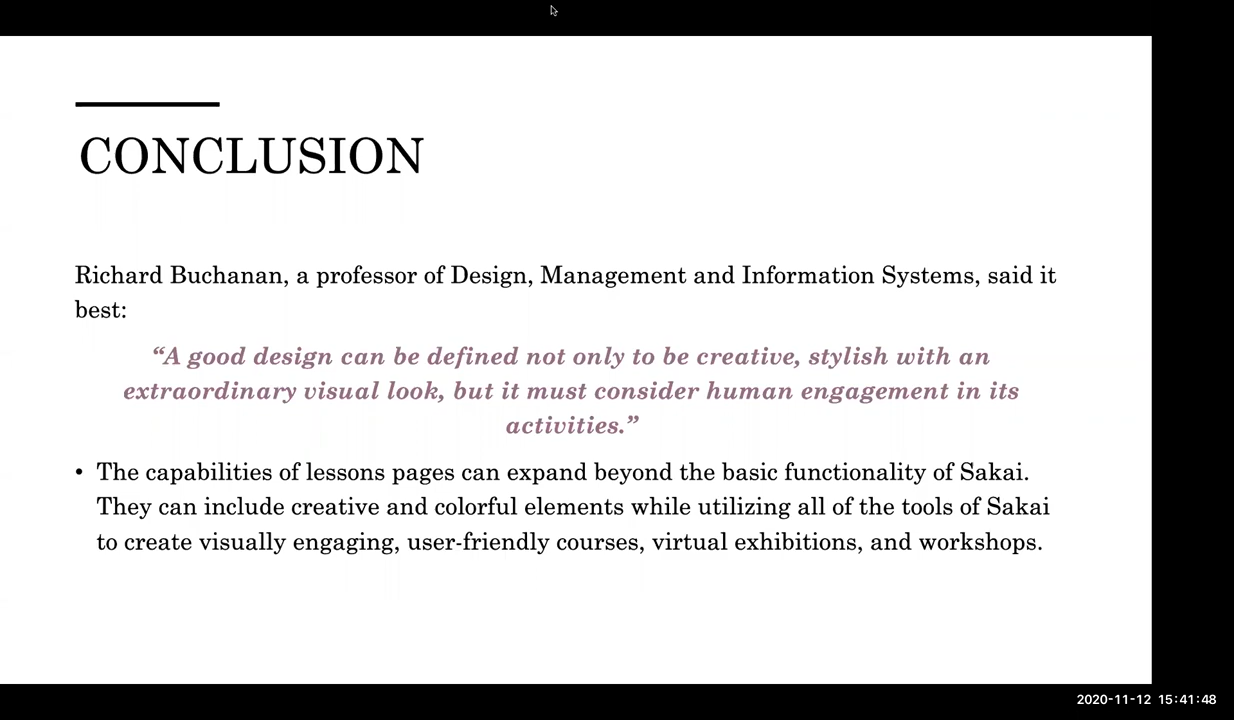 CONCLUSION
Richard Buchanan, a professor of Design, Management and Information Systems, said it
best:
“A good design can be defined not only to be creative, stylish with an
extraordinary visual look, but it must consider human engagement in its
activities.”
• The capabilities of lessons pages can expand beyond the basic functionality of Sakai.
They can include creative and colorful elements while utilizing all of the tools of Sakai
to create visually engaging, user-friendly courses, virtual exhibitions, and workshops.
2020-11-12 15:41:48